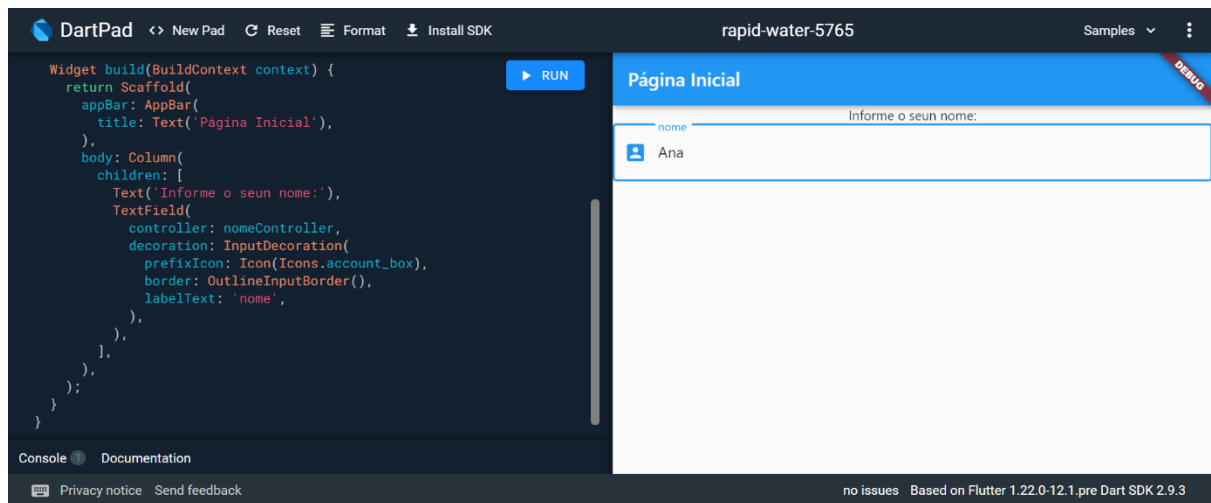 DartPad <> New Pad Reset Format Install SDK rapid-water-5765 Samples
Widget build(BuildContext context) {
return Scaffold(
appBar: AppBar(
title: Text('Página Inicial'),
),
body: Column(
children: [
Text('Informe o seun nome:'),
TextField(
controller: nomeController,
decoration: InputDecoration(
prefixIcon: Icon(Icons.account_box),
border: OutlineInputBorder(),
labelText: 'nome',
),
),
],
),
);
}
}
RUN
Página Inicial
DEBUG
Informe o seun nome:
nome
Ana
Console 1 Documentation
Privacy notice Send feedback no issues Based on Flutter 1.22.0-12.1.pre Dart SDK 2.9.3